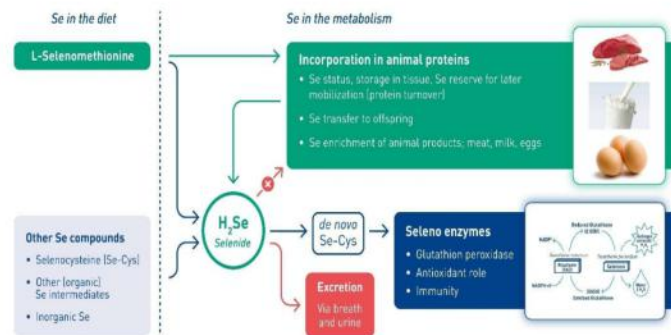 Se in the diet
Se in the metabolism
L-Selenomethionine
Incorporation in animal proteins
• Se status, storage in tissue, Se reserve for later
mobilization (protein turnover)
• Se transfer to offspring
• Se enrichment of animal products; meat, milk, eggs
H₂Se
Selenide
de novo
Se-Cys
Other Se compounds
• Selenocysteine (Se-Cys)
• Other (organic)
Se intermediates
• Inorganic Se
Seleno enzymes
• Glutathion peroxidase
• Antioxidant role
• Immunity
Excretion
Via breath
and urine